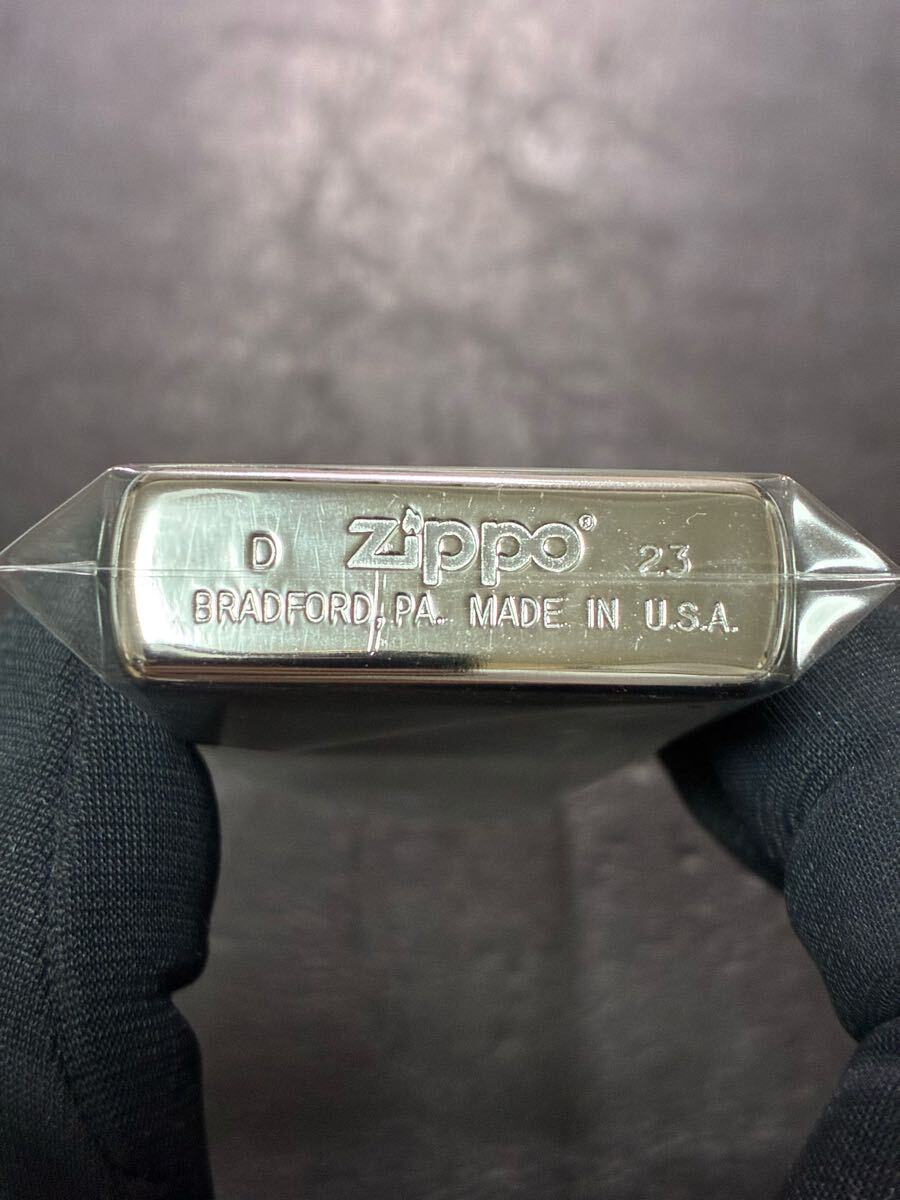 D Zippo® 23
BRADFORD, PA. MADE IN U.S.A.